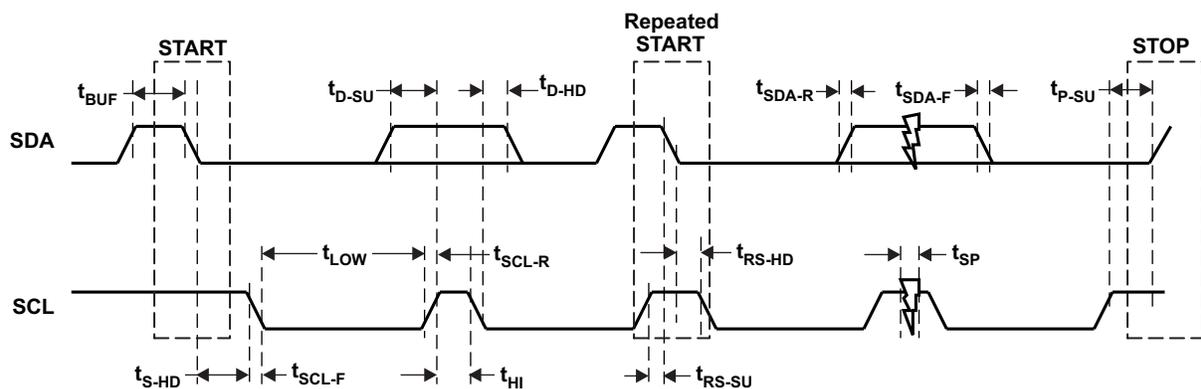 START
Repeated
START
STOP
tBUF
tD-SU
tD-HD
tSDA-R
tSDA-F
tP-SU
SDA
tLOW
tSCL-R
tRS-HD
tSP
SCL
tS-HD
tSCL-F
tHI
tRS-SU